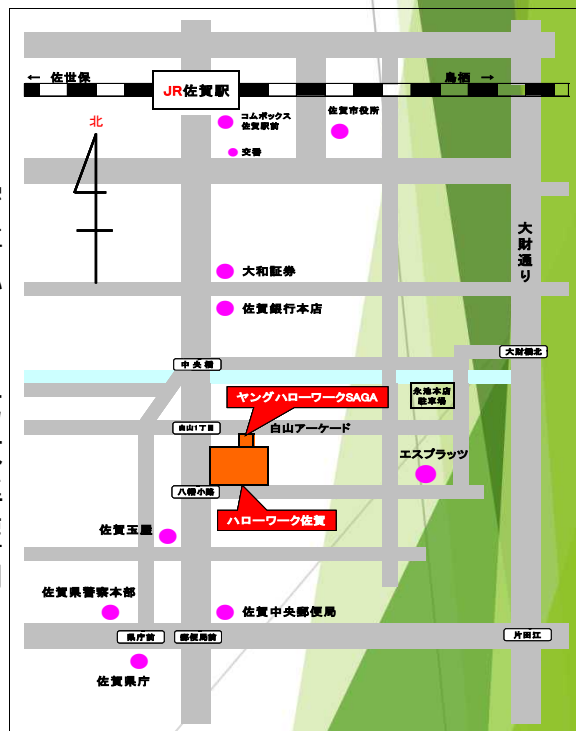 ← 佐世保
鳥栖 →
JR佐賀駅
北
コムボックス
佐賀駅前
佐賀市役所
交番
大財通り
大和証券
佐賀銀行本店
中央橋
大財橋北
ヤングハローワークSAGA
永池本店
駐車場
白山1丁目
白山アーケード
エスプラッツ
八幡小路
ハローワーク佐賀
佐賀玉屋
佐賀県警察本部
佐賀中央郵便局
県庁前
郵便局前
片田江
佐賀県庁